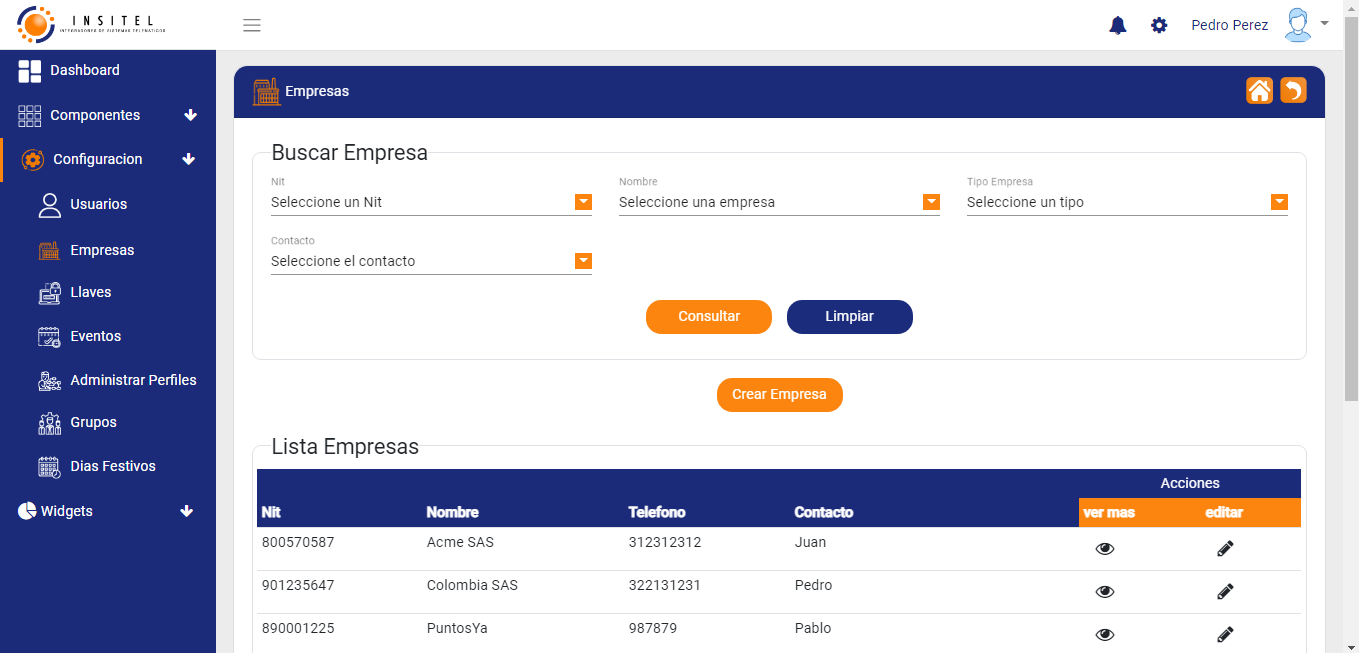 INSITEL
INTEGRADORES DE SISTEMAS TELEMATICOS
Pedro Perez
Dashboard
Componentes
Configuracion
Usuarios
Empresas
Llaves
Eventos
Administrar Perfiles
Grupos
Dias Festivos
Widgets
Empresas
Buscar Empresa
Nit
Seleccione un Nit
Nombre
Seleccione una empresa
Tipo Empresa
Seleccione un tipo
Contacto
Seleccione el contacto
Consultar
Limpiar
Crear Empresa
Lista Empresas
Acciones
Nit Nombre Telefono Contacto ver mas editar
800570587 Acme SAS 312312312 Juan
901235647 Colombia SAS 322131231 Pedro
890001225 PuntosYa 987879 Pablo